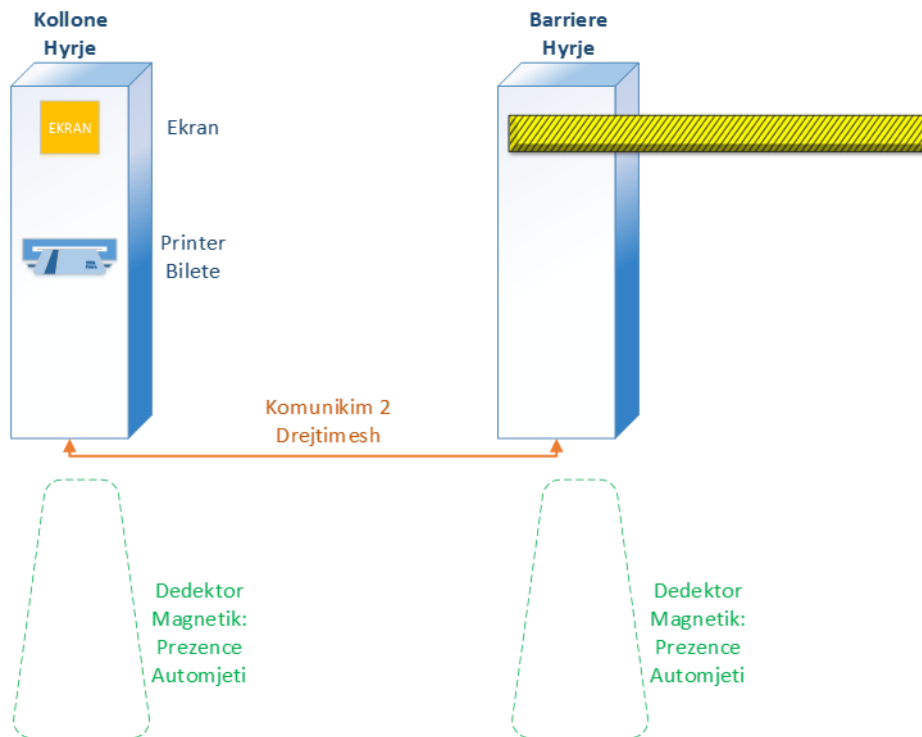 Kollone
Hyrje
Barriere
Hyrje
EKRAN
Ekran
Printer
Bilete
Komunikim 2
Drejtimesh
Dedektor
Magnetik:
Prezence
Automjeti
Dedektor
Magnetik:
Prezence
Automjeti